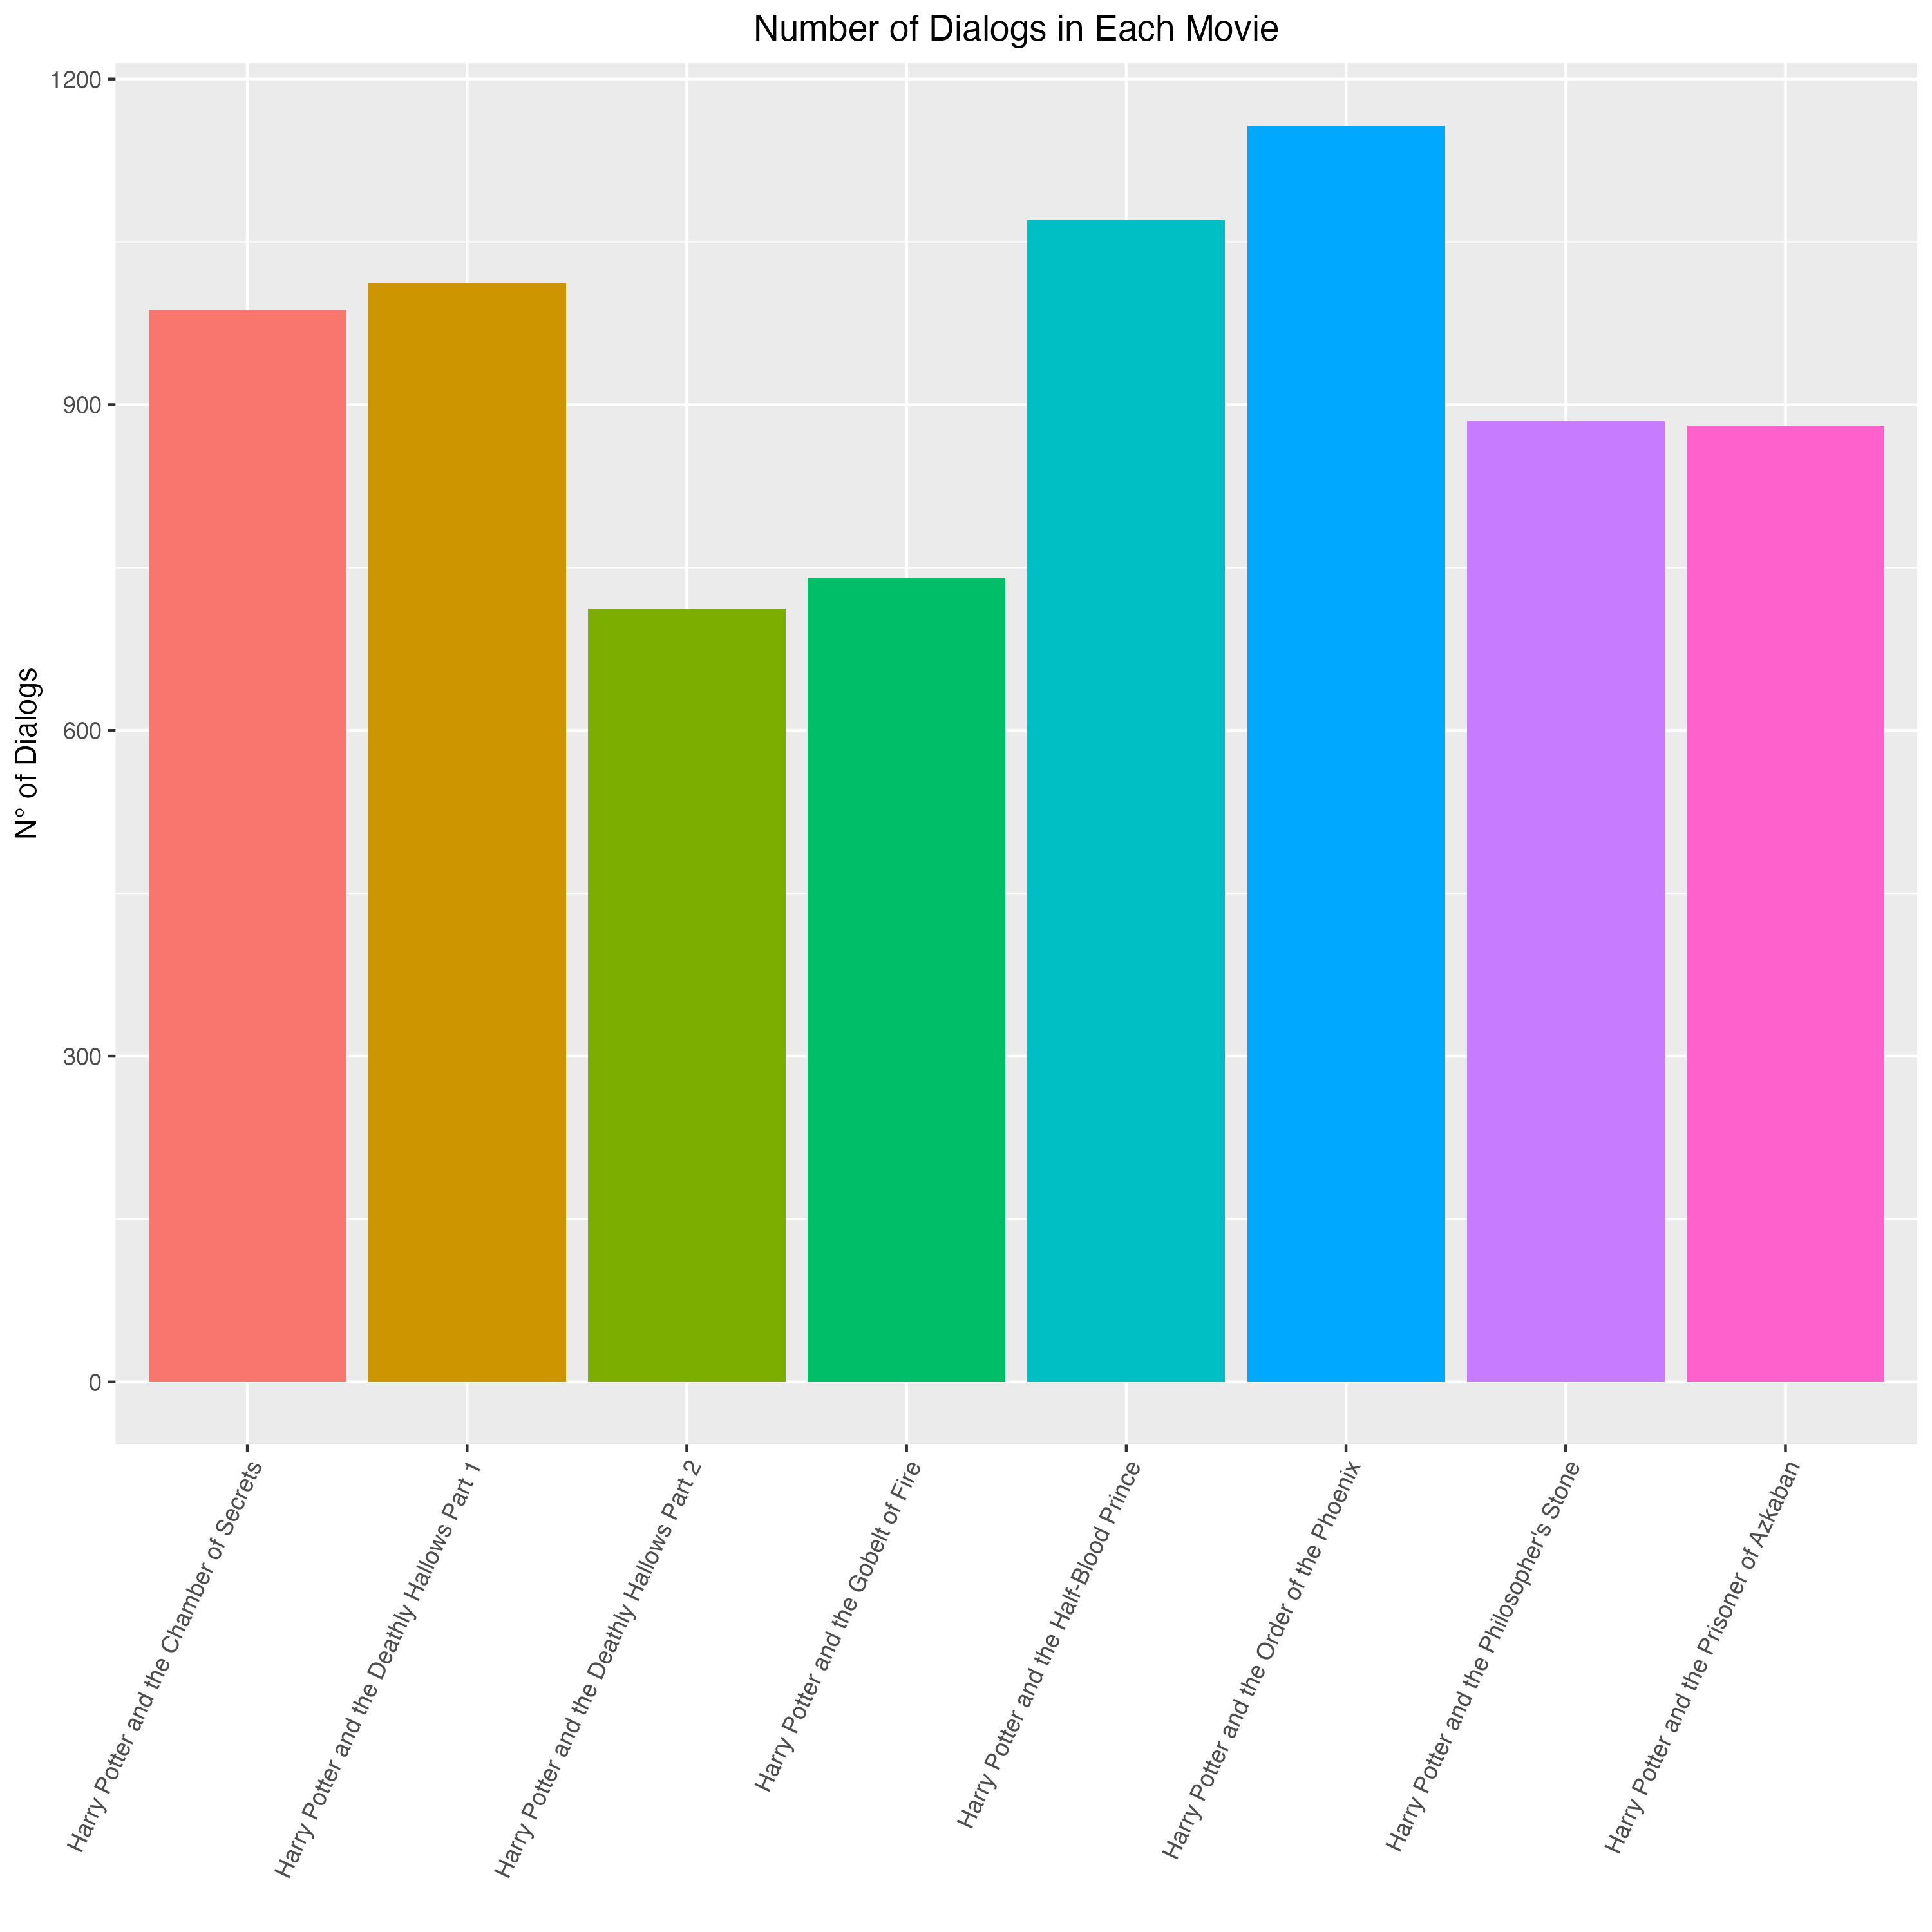 Number of Dialogs in Each Movie
N° of Dialogs
1200
900
600
300
0
Harry Potter and the Chamber of Secrets
Harry Potter and the Deathly Hallows Part 1
Harry Potter and the Deathly Hallows Part 2
Harry Potter and the Gobelt of Fire
Harry Potter and the Half-Blood Prince
Harry Potter and the Order of the Phoenix
Harry Potter and the Philosopher's Stone
Harry Potter and the Prisoner of Azkaban